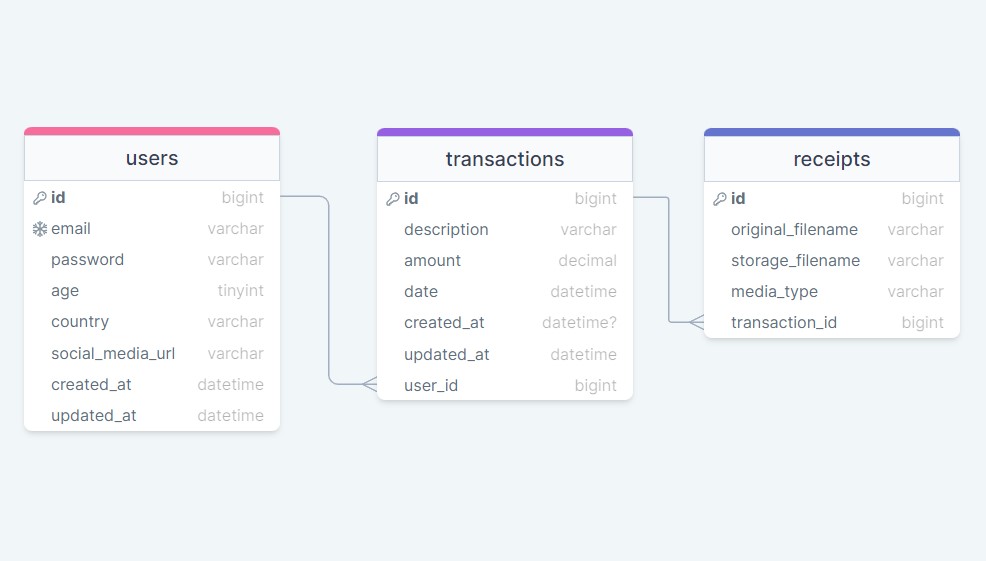 users
id bigint
email varchar
password varchar
age tinyint
country varchar
social_media_url varchar
created_at datetime
updated_at datetime
transactions
id bigint
description varchar
amount decimal
date datetime
created_at datetime?
updated_at datetime
user_id bigint
receipts
id bigint
original_filename varchar
storage_filename varchar
media_type varchar
transaction_id bigint